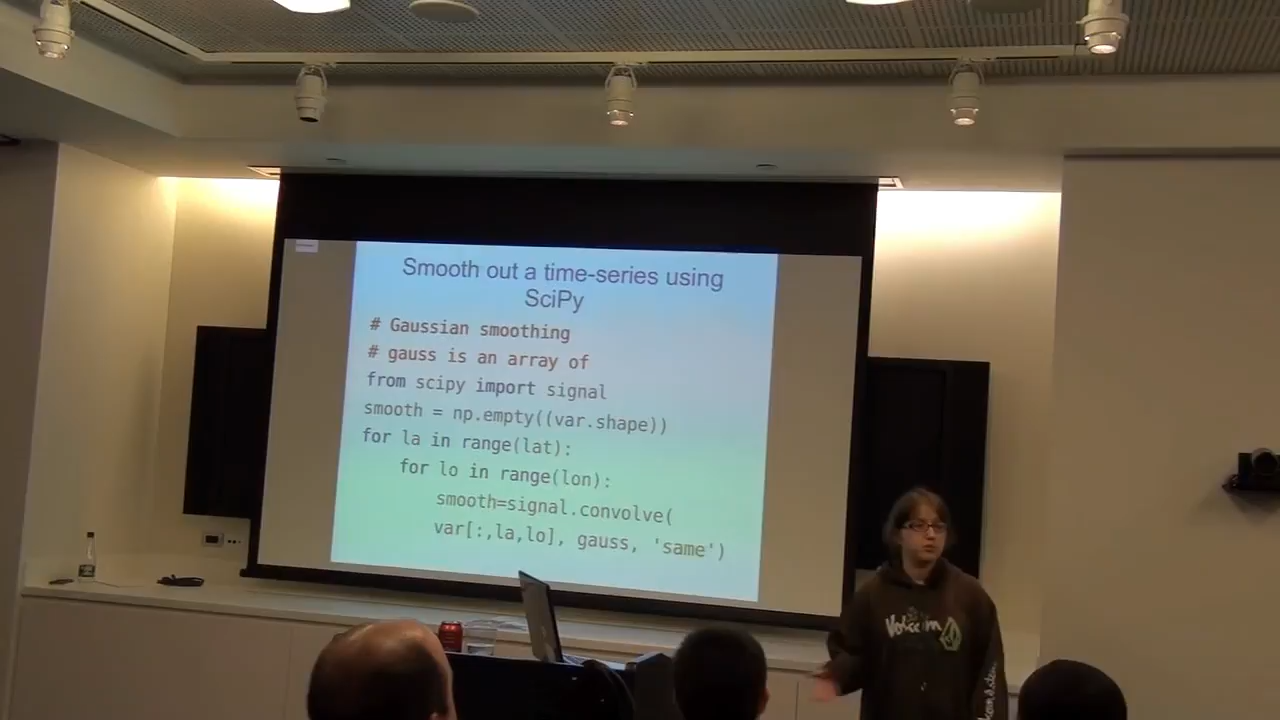 Smooth out a time-series using
SciPy
# Gaussian smoothing
# gauss is an array of
from scipy import signal
smooth = np.empty((var.shape))
for la in range(lat):
for lo in range(lon):
smooth=signal.convolve(
var[:,la,lo], gauss, 'same')
Volcom